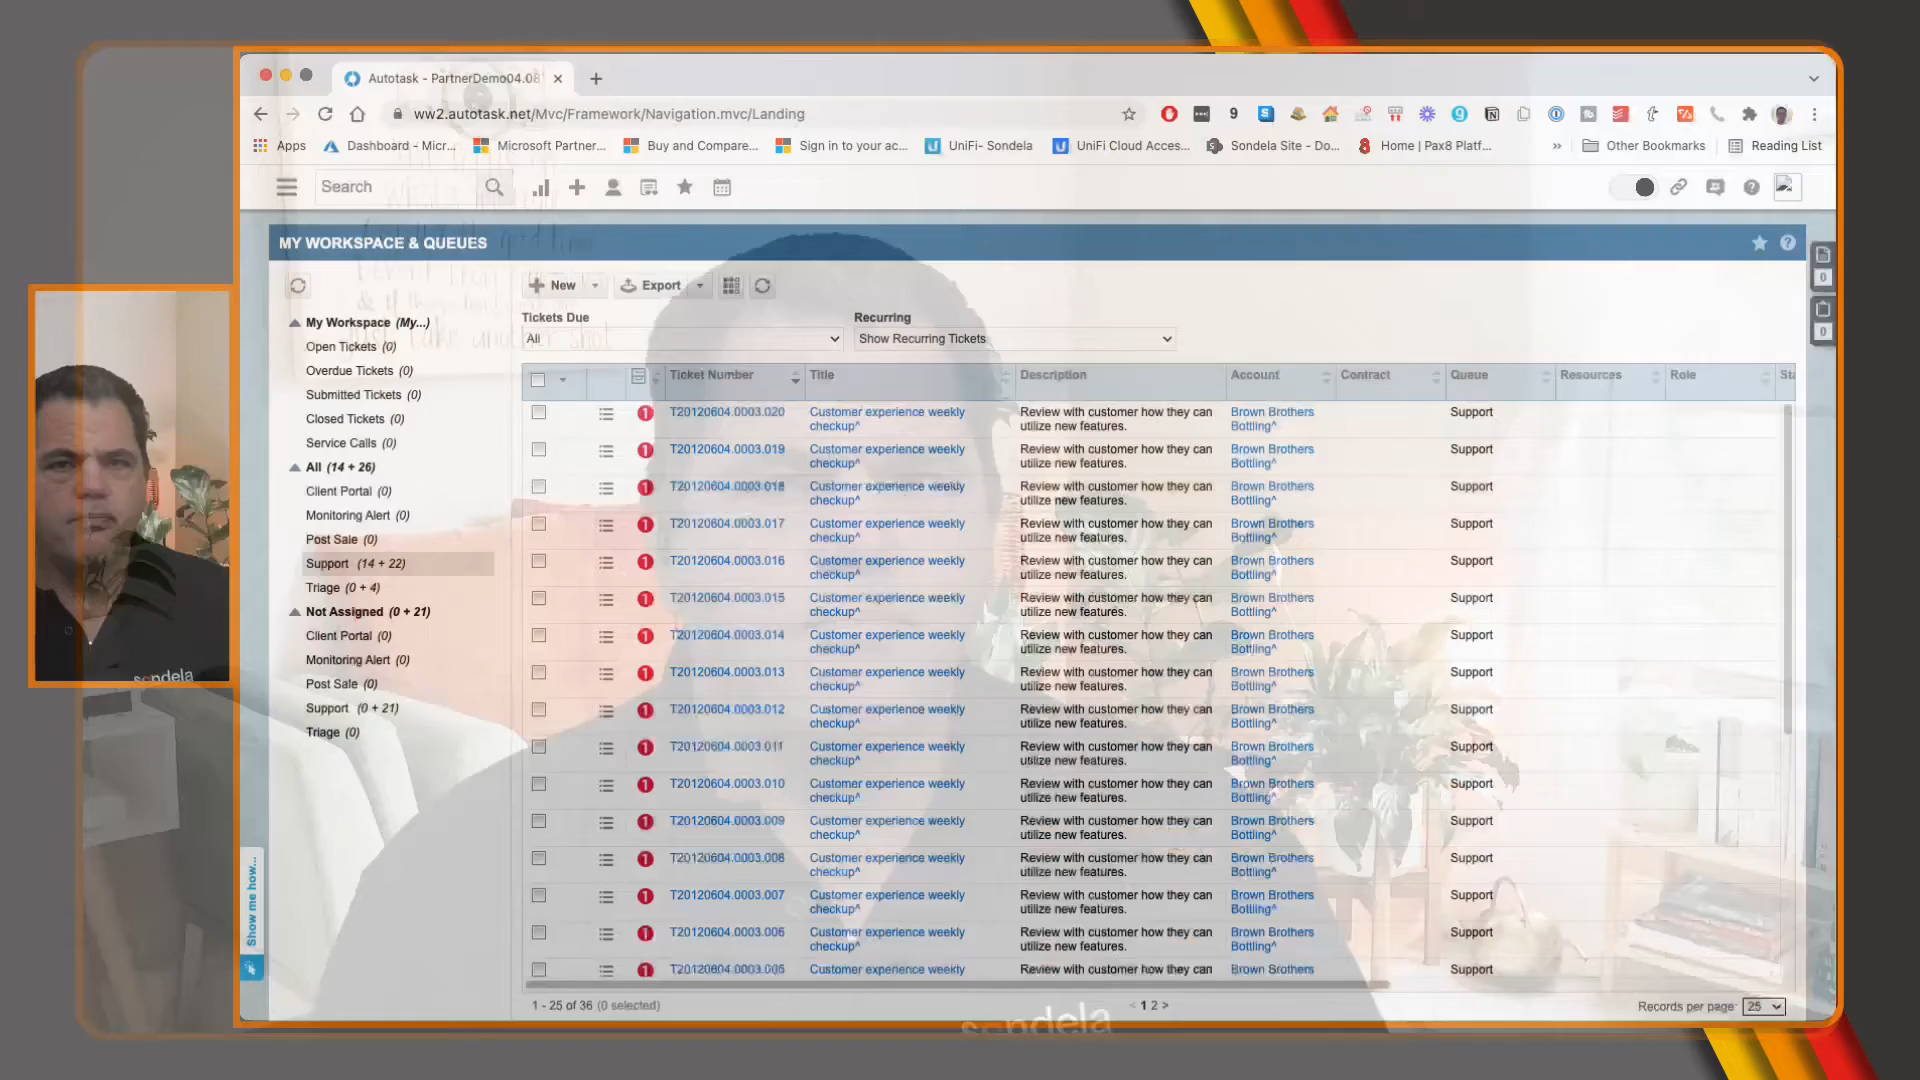 Autotask - PartnerDemo04.08
ww2.autotask.net/Mvc/Framework/Navigation.mvc/Landing
9
Apps Dashboard - Micr... Microsoft Partner... Buy and Compare... Sign in to your ac... UniFi- Sondela UniFi Cloud Acces... Sondela Site - Do... Home | Pax8 Platf... » Other Bookmarks Reading List
Search
MY WORKSPACE & QUEUES
New Export
Tickets Due Recurring
All Show Recurring Tickets
0
0
My Workspace (My...)
Open Tickets (0)
Overdue Tickets (0)
Submitted Tickets (0)
Closed Tickets (0)
Service Calls (0)
All (14 + 26)
Client Portal (0)
Monitoring Alert (0)
Post Sale (0)
Support (14 + 22)
Triage (0 + 4)
Not Assigned (0 + 21)
Client Portal (0)
Monitoring Alert (0)
Post Sale (0)
Support (0 + 21)
Triage (0)
Ticket Number Title Description Account Contract Queue Resources Role Sta
1 T20120604.0003.020 Customer experience weekly Review with customer how they can Brown Brothers Support
checkup^ utilize new features. Bottling^
1 T20120604.0003.019 Customer experience weekly Review with customer how they can Brown Brothers Support
checkup^ utilize new features. Bottling^
1 T20120604.0003.018 Customer experience weekly Review with customer how they can Brown Brothers Support
checkup^ utilize new features. Bottling^
1 T20120604.0003.017 Customer experience weekly Review with customer how they can Brown Brothers Support
checkup^ utilize new features. Bottling^
1 T20120604.0003.016 Customer experience weekly Review with customer how they can Brown Brothers Support
checkup^ utilize new features. Bottling^
1 T20120604.0003.015 Customer experience weekly Review with customer how they can Brown Brothers Support
checkup^ utilize new features. Bottling^
1 T20120604.0003.014 Customer experience weekly Review with customer how they can Brown Brothers Support
checkup^ utilize new features. Bottling^
1 T20120604.0003.013 Customer experience weekly Review with customer how they can Brown Brothers Support
checkup^ utilize new features. Bottling^
1 T20120604.0003.012 Customer experience weekly Review with customer how they can Brown Brothers Support
checkup^ utilize new features. Bottling^
1 T20120604.0003.011 Customer experience weekly Review with customer how they can Brown Brothers Support
checkup^ utilize new features. Bottling^
1 T20120604.0003.010 Customer experience weekly Review with customer how they can Brown Brothers Support
checkup^ utilize new features. Bottling^
1 T20120604.0003.009 Customer experience weekly Review with customer how they can Brown Brothers Support
checkup^ utilize new features. Bottling^
1 T20120604.0003.008 Customer experience weekly Review with customer how they can Brown Brothers Support
checkup^ utilize new features. Bottling^
1 T20120604.0003.007 Customer experience weekly Review with customer how they can Brown Brothers Support
checkup^ utilize new features. Bottling^
1 T20120604.0003.006 Customer experience weekly Review with customer how they can Brown Brothers Support
checkup^ utilize new features. Bottling^
1 T20120604.0003.005 Customer experience weekly Review with customer how they can Brown Brothers Support
1 - 25 of 36 (0 selected) < 1 2 > Records per page: 25
Show me how...
sondela
sondela